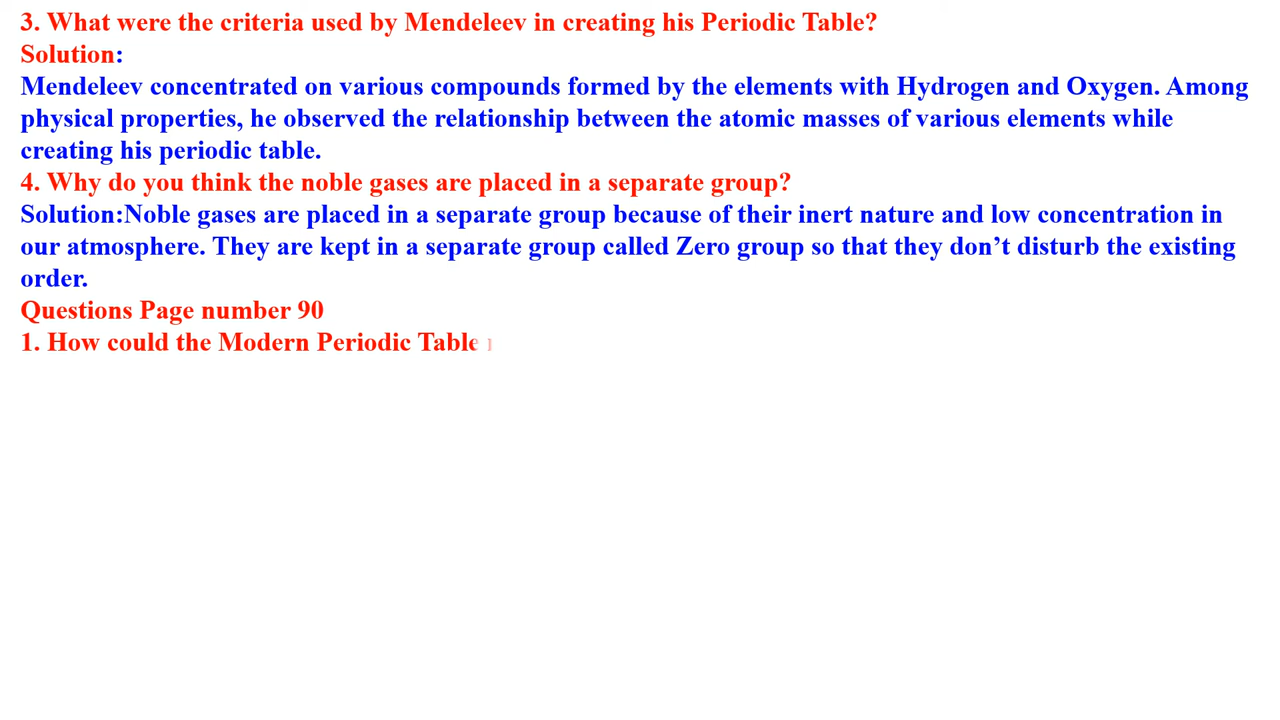 3. What were the criteria used by Mendeleev in creating his Periodic Table?
Solution:
Mendeleev concentrated on various compounds formed by the elements with Hydrogen and Oxygen. Among
physical properties, he observed the relationship between the atomic masses of various elements while
creating his periodic table.
4. Why do you think the noble gases are placed in a separate group?
Solution:Noble gases are placed in a separate group because of their inert nature and low concentration in
our atmosphere. They are kept in a separate group called Zero group so that they don’t disturb the existing
order.
Questions Page number 90
1. How could the Modern Periodic Table